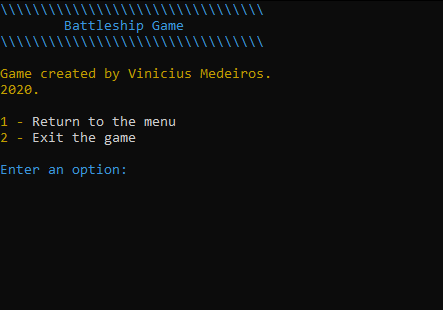 \\\\\\\\\\\\\\\\\\\\\\\\\\\\\\\\\
Battleship Game
\\\\\\\\\\\\\\\\\\\\\\\\\\\\\\\\\
Game created by Vinicius Medeiros.
2020.
1 - Return to the menu
2 - Exit the game
Enter an option: